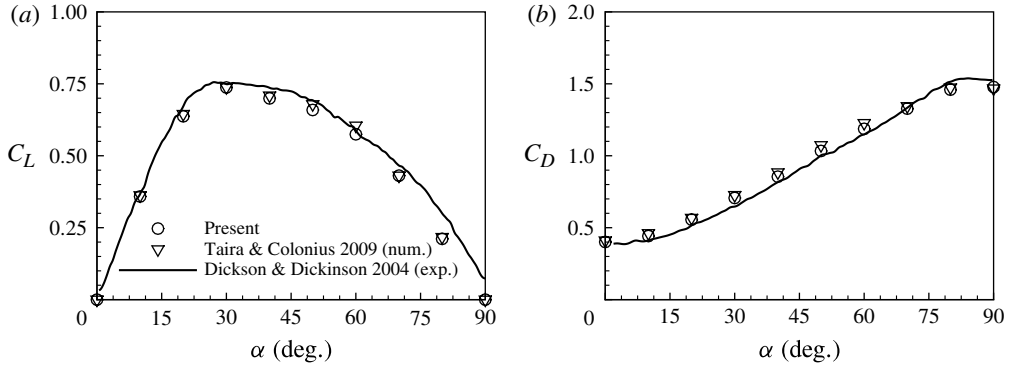 (a)
1.00
0.75
0.50
0.25
0
C_L
Present
Taira & Colonius 2009 (num.)
Dickson & Dickinson 2004 (exp.)
15 30 45 60 75 90
α (deg.)
(b)
2.0
1.5
1.0
0.5
0
C_D
15 30 45 60 75 90
α (deg.)